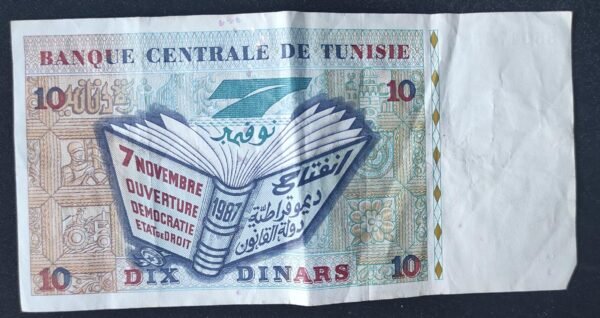 BANQUE CENTRALE DE TUNISIE
10
10
7
نوفمبر
7 NOVEMBRE
OUVERTURE
DEMOCRATIE
ETAT DE DROIT
1987
انفتاح
ديموقراطية
دولة القانون
10
DIX DINARS
10